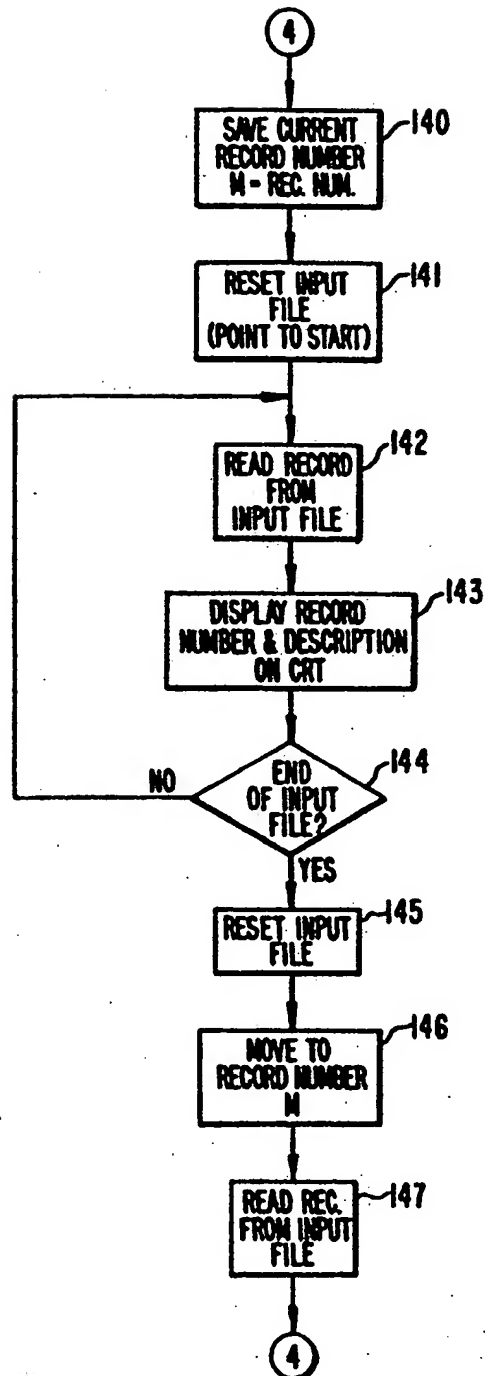 4
SAVE CURRENT
RECORD NUMBER
M = REC. NUM.
140
RESET INPUT
FILE
(POINT TO START)
141
READ RECORD
FROM
INPUT FILE
142
DISPLAY RECORD
NUMBER & DESCRIPTION
ON CRT
143
END
OF INPUT
FILE?
144
NO
YES
RESET INPUT
FILE
145
MOVE TO
RECORD NUMBER
M
146
READ REC.
FROM INPUT
FILE
147
4